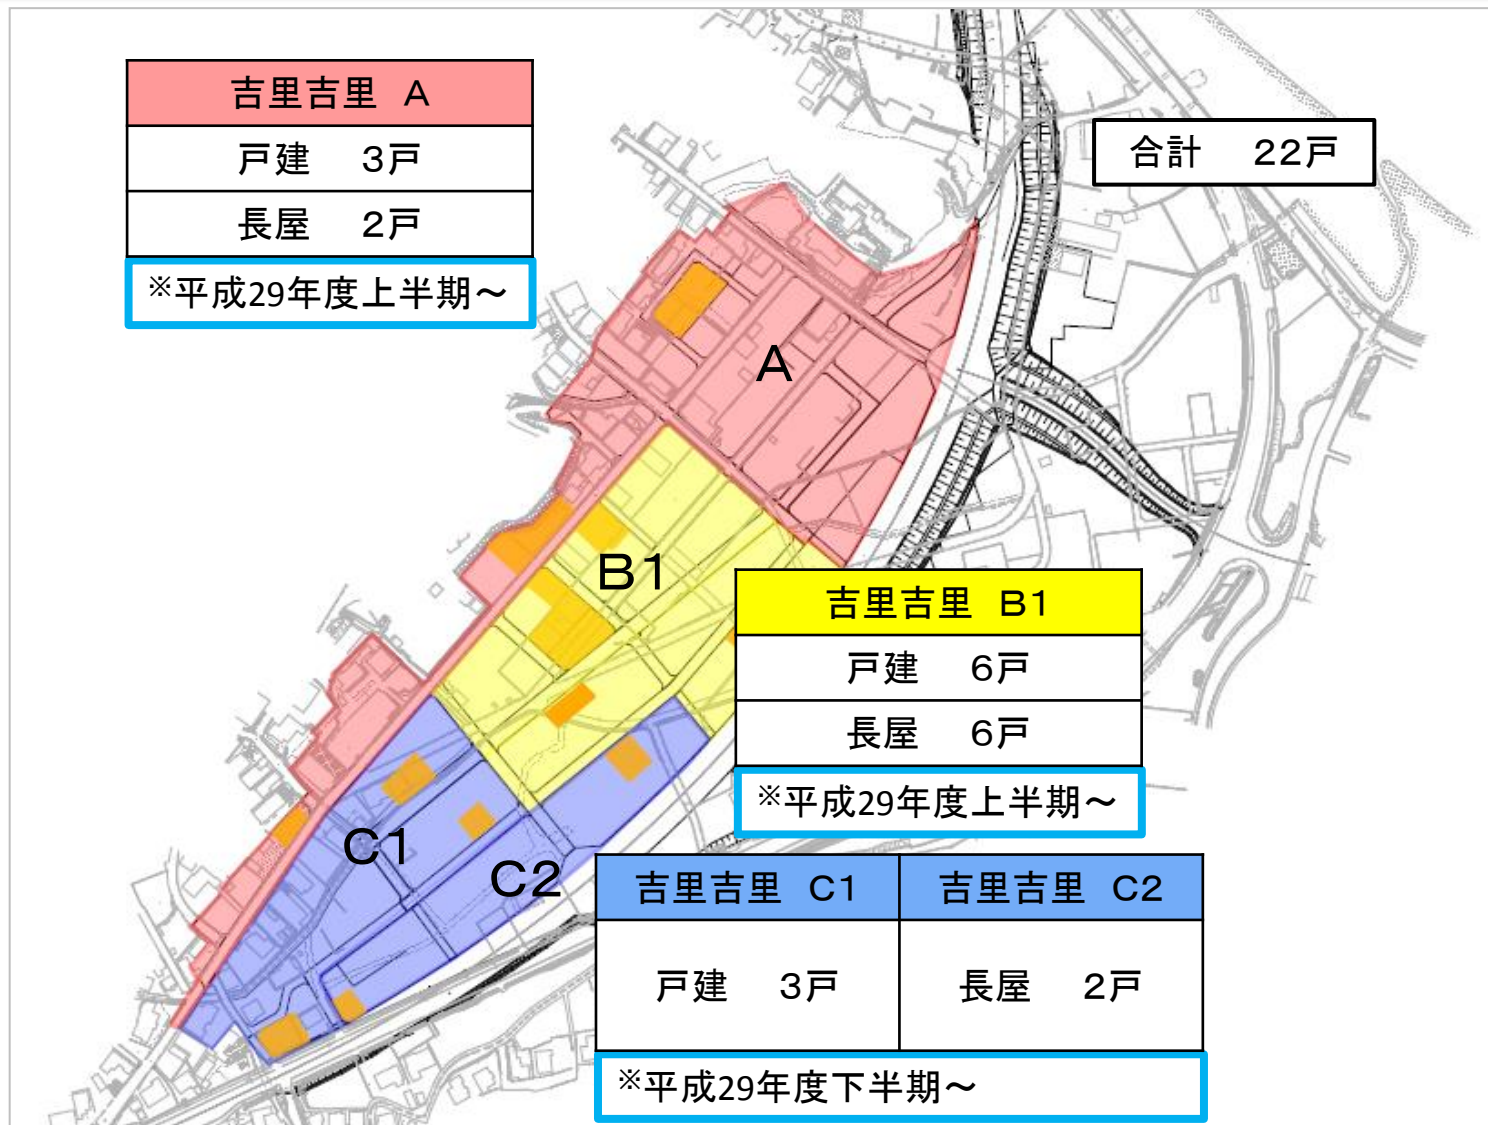 吉里吉里　A
戸建　3戸
長屋　2戸
※平成29年度上半期～
合計　22戸
A
B1
吉里吉里　B1
戸建　6戸
長屋　6戸
※平成29年度上半期～
C1
C2
吉里吉里　C1
吉里吉里　C2
戸建　3戸
長屋　2戸
※平成29年度下半期～